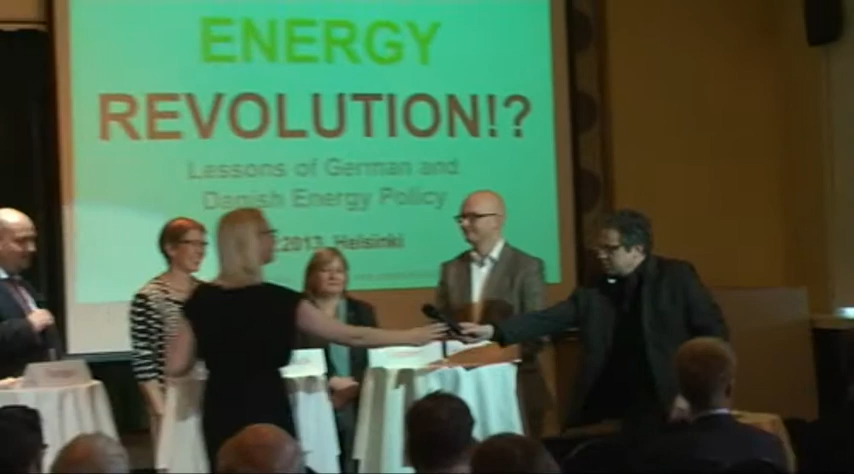 ENERGY
REVOLUTION!?
Lessons of German and
Danish Energy Policy
2013, Helsinki